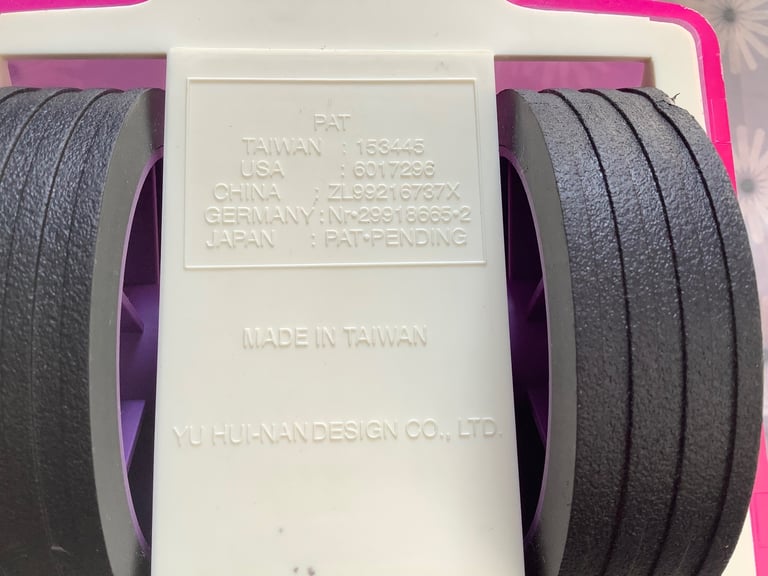 PAT
TAIWAN : 153445
USA : 6017296
CHINA : ZL99216737X
GERMANY : Nr•29918665•2
JAPAN : PAT•PENDING
MADE IN TAIWAN
YU HUI-NAN DESIGN CO., LTD.